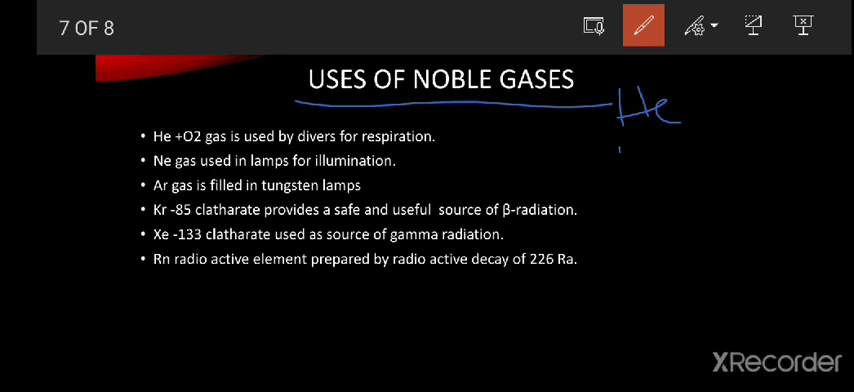 7 OF 8
USES OF NOBLE GASES
He
• He +O2 gas is used by divers for respiration.
• Ne gas used in lamps for illumination.
• Ar gas is filled in tungsten lamps
• Kr -85 clatharate provides a safe and useful source of β-radiation.
• Xe -133 clatharate used as source of gamma radiation.
• Rn radio active element prepared by radio active decay of 226 Ra.
XRecorder